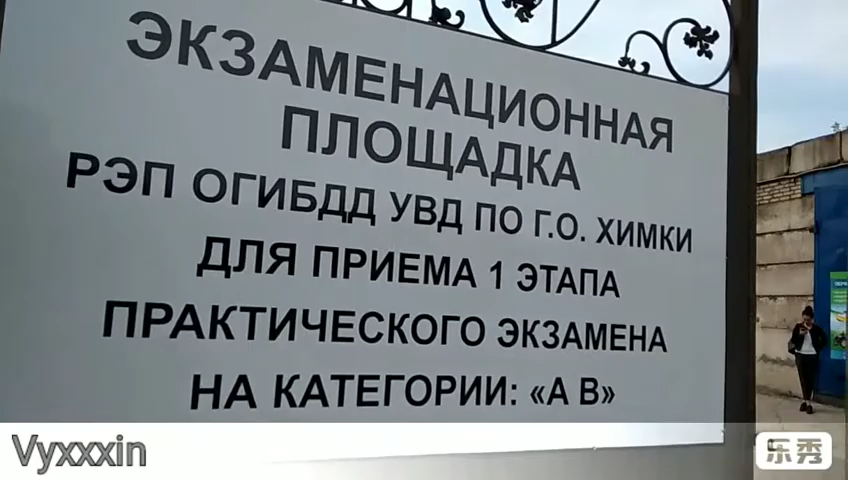 ЭКЗАМЕНАЦИОННАЯ
ПЛОЩАДКА
РЭП ОГИБДД УВД ПО Г.О. ХИМКИ
ДЛЯ ПРИЕМА 1 ЭТАПА
ПРАКТИЧЕСКОГО ЭКЗАМЕНА
НА КАТЕГОРИИ: «А В»
Vyxxxin
乐秀